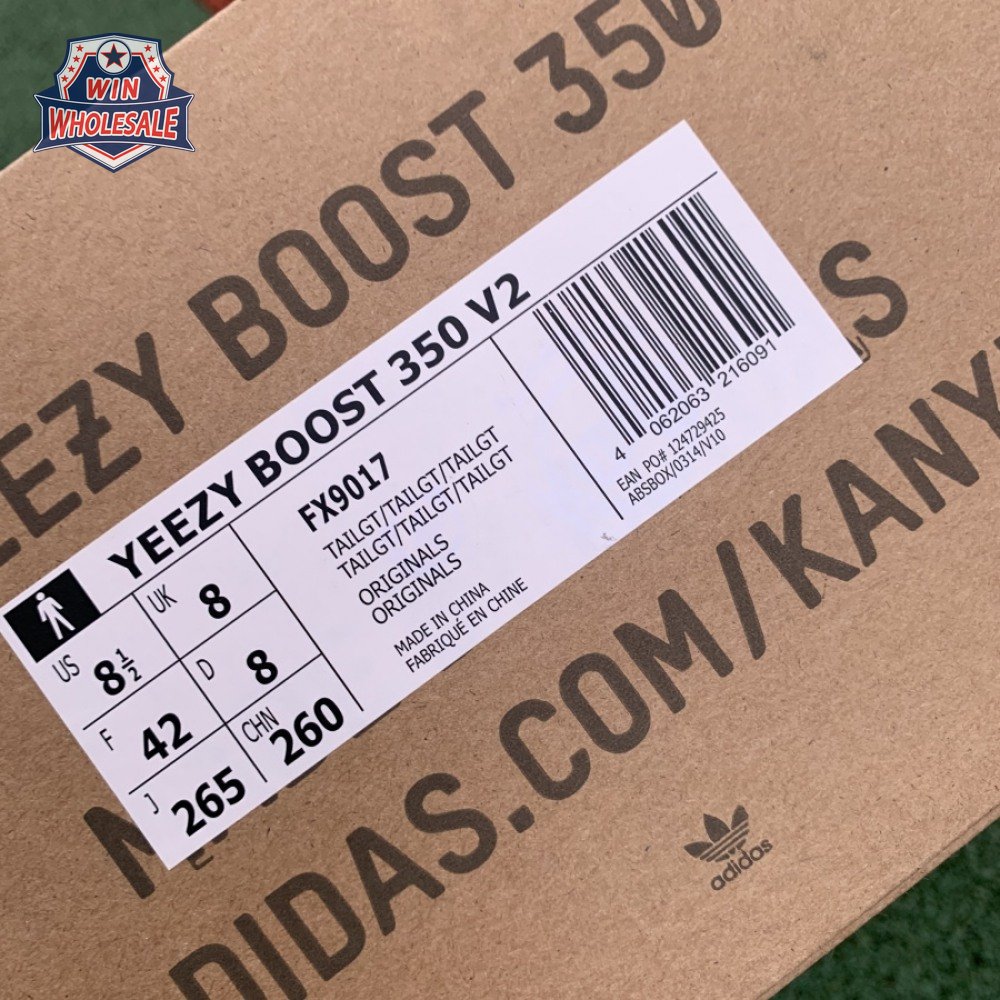 WIN
WHOLESALE
EEZY BOOST 350
YEEZY BOOST 350 V2
US 8 1/2
UK 8
F 42
D 8
J 265
CHN 260
FX9017
TAILGT/TAILGT/TAILGT
TAILGT/TAILGT/TAILGT
ORIGINALS
ORIGINALS
MADE IN CHINA
FABRIQUÉ EN CHINE
4 062063 216091
EAN PO# 124729425
ABSBOX/0314/V10
DIDAS.COM/KANY
adidas